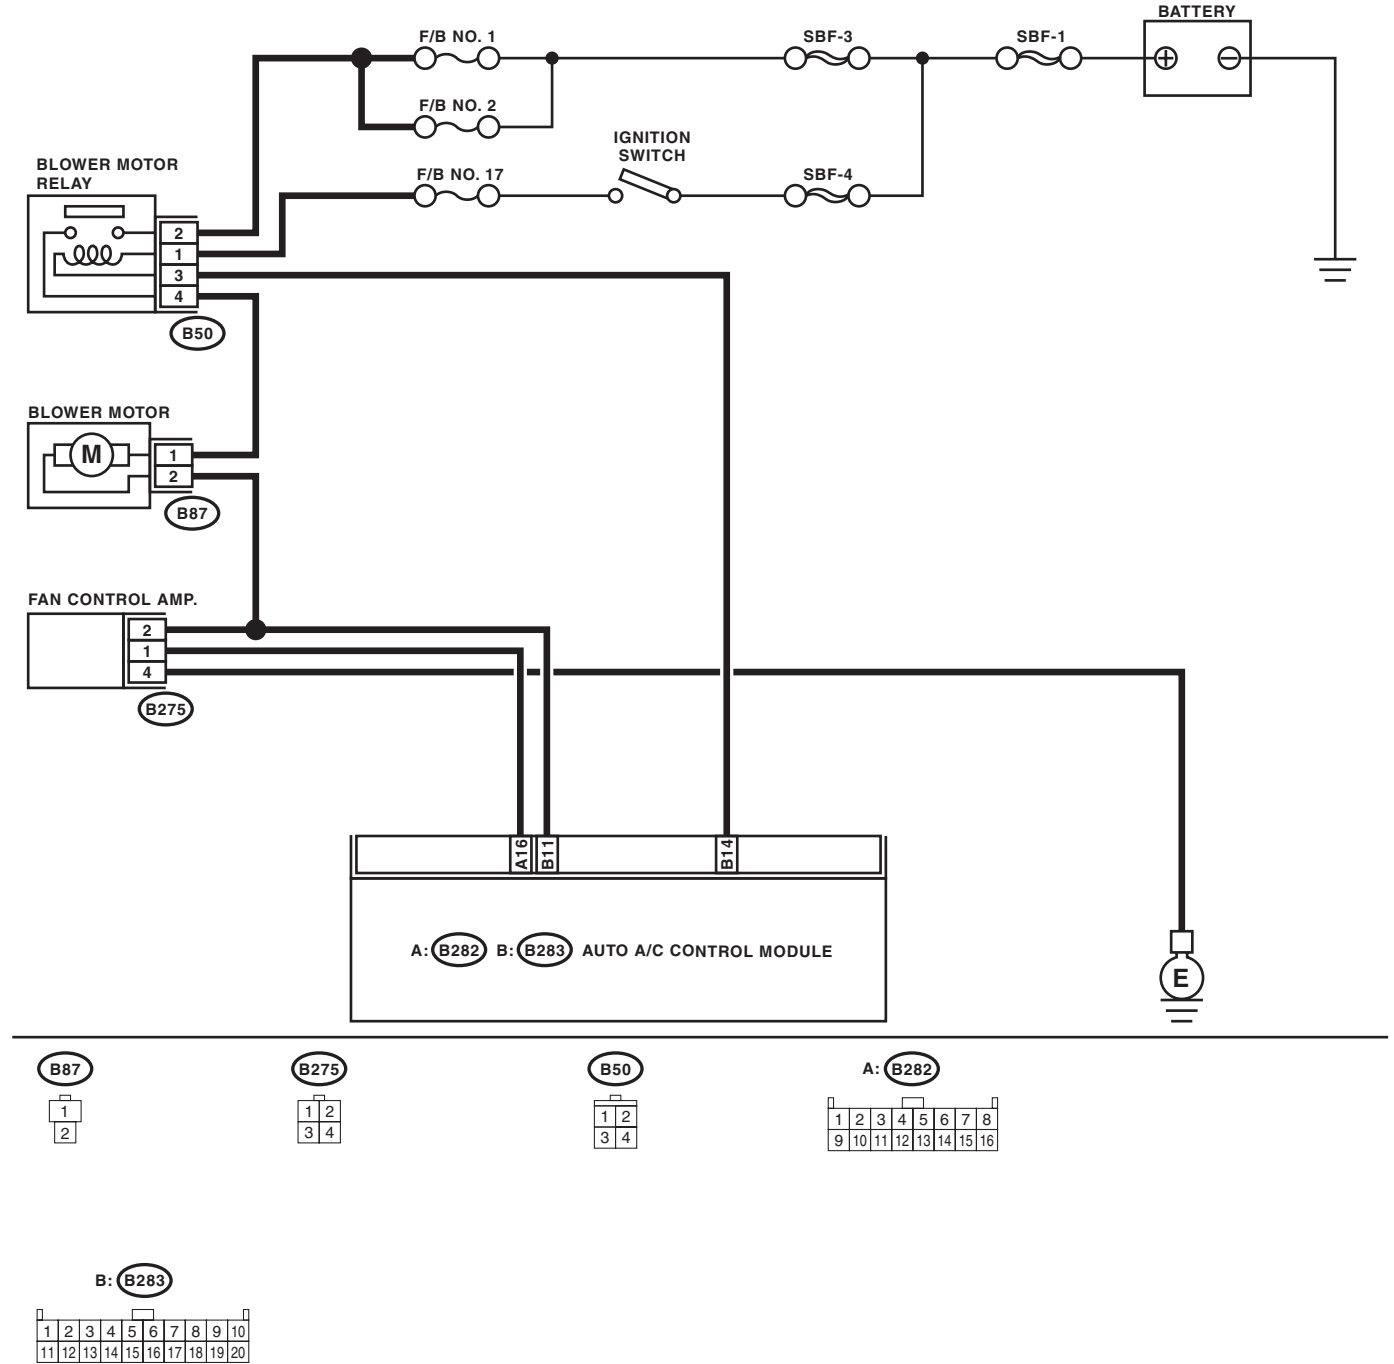 BATTERY
F/B NO. 1
SBF-3
SBF-1
F/B NO. 2
IGNITION
SWITCH
BLOWER MOTOR
RELAY
F/B NO. 17
SBF-4
2
1
3
4
B50
BLOWER MOTOR
M
1
2
B87
FAN CONTROL AMP.
2
1
4
B275
A16
B11
B14
A: B282 B: B283 AUTO A/C CONTROL MODULE
E
B87
1
2
B275
1 2
3 4
B50
1 2
3 4
A: B282
1 2 3 4 5 6 7 8
9 10 11 12 13 14 15 16
B: B283
1 2 3 4 5 6 7 8 9 10
11 12 13 14 15 16 17 18 19 20